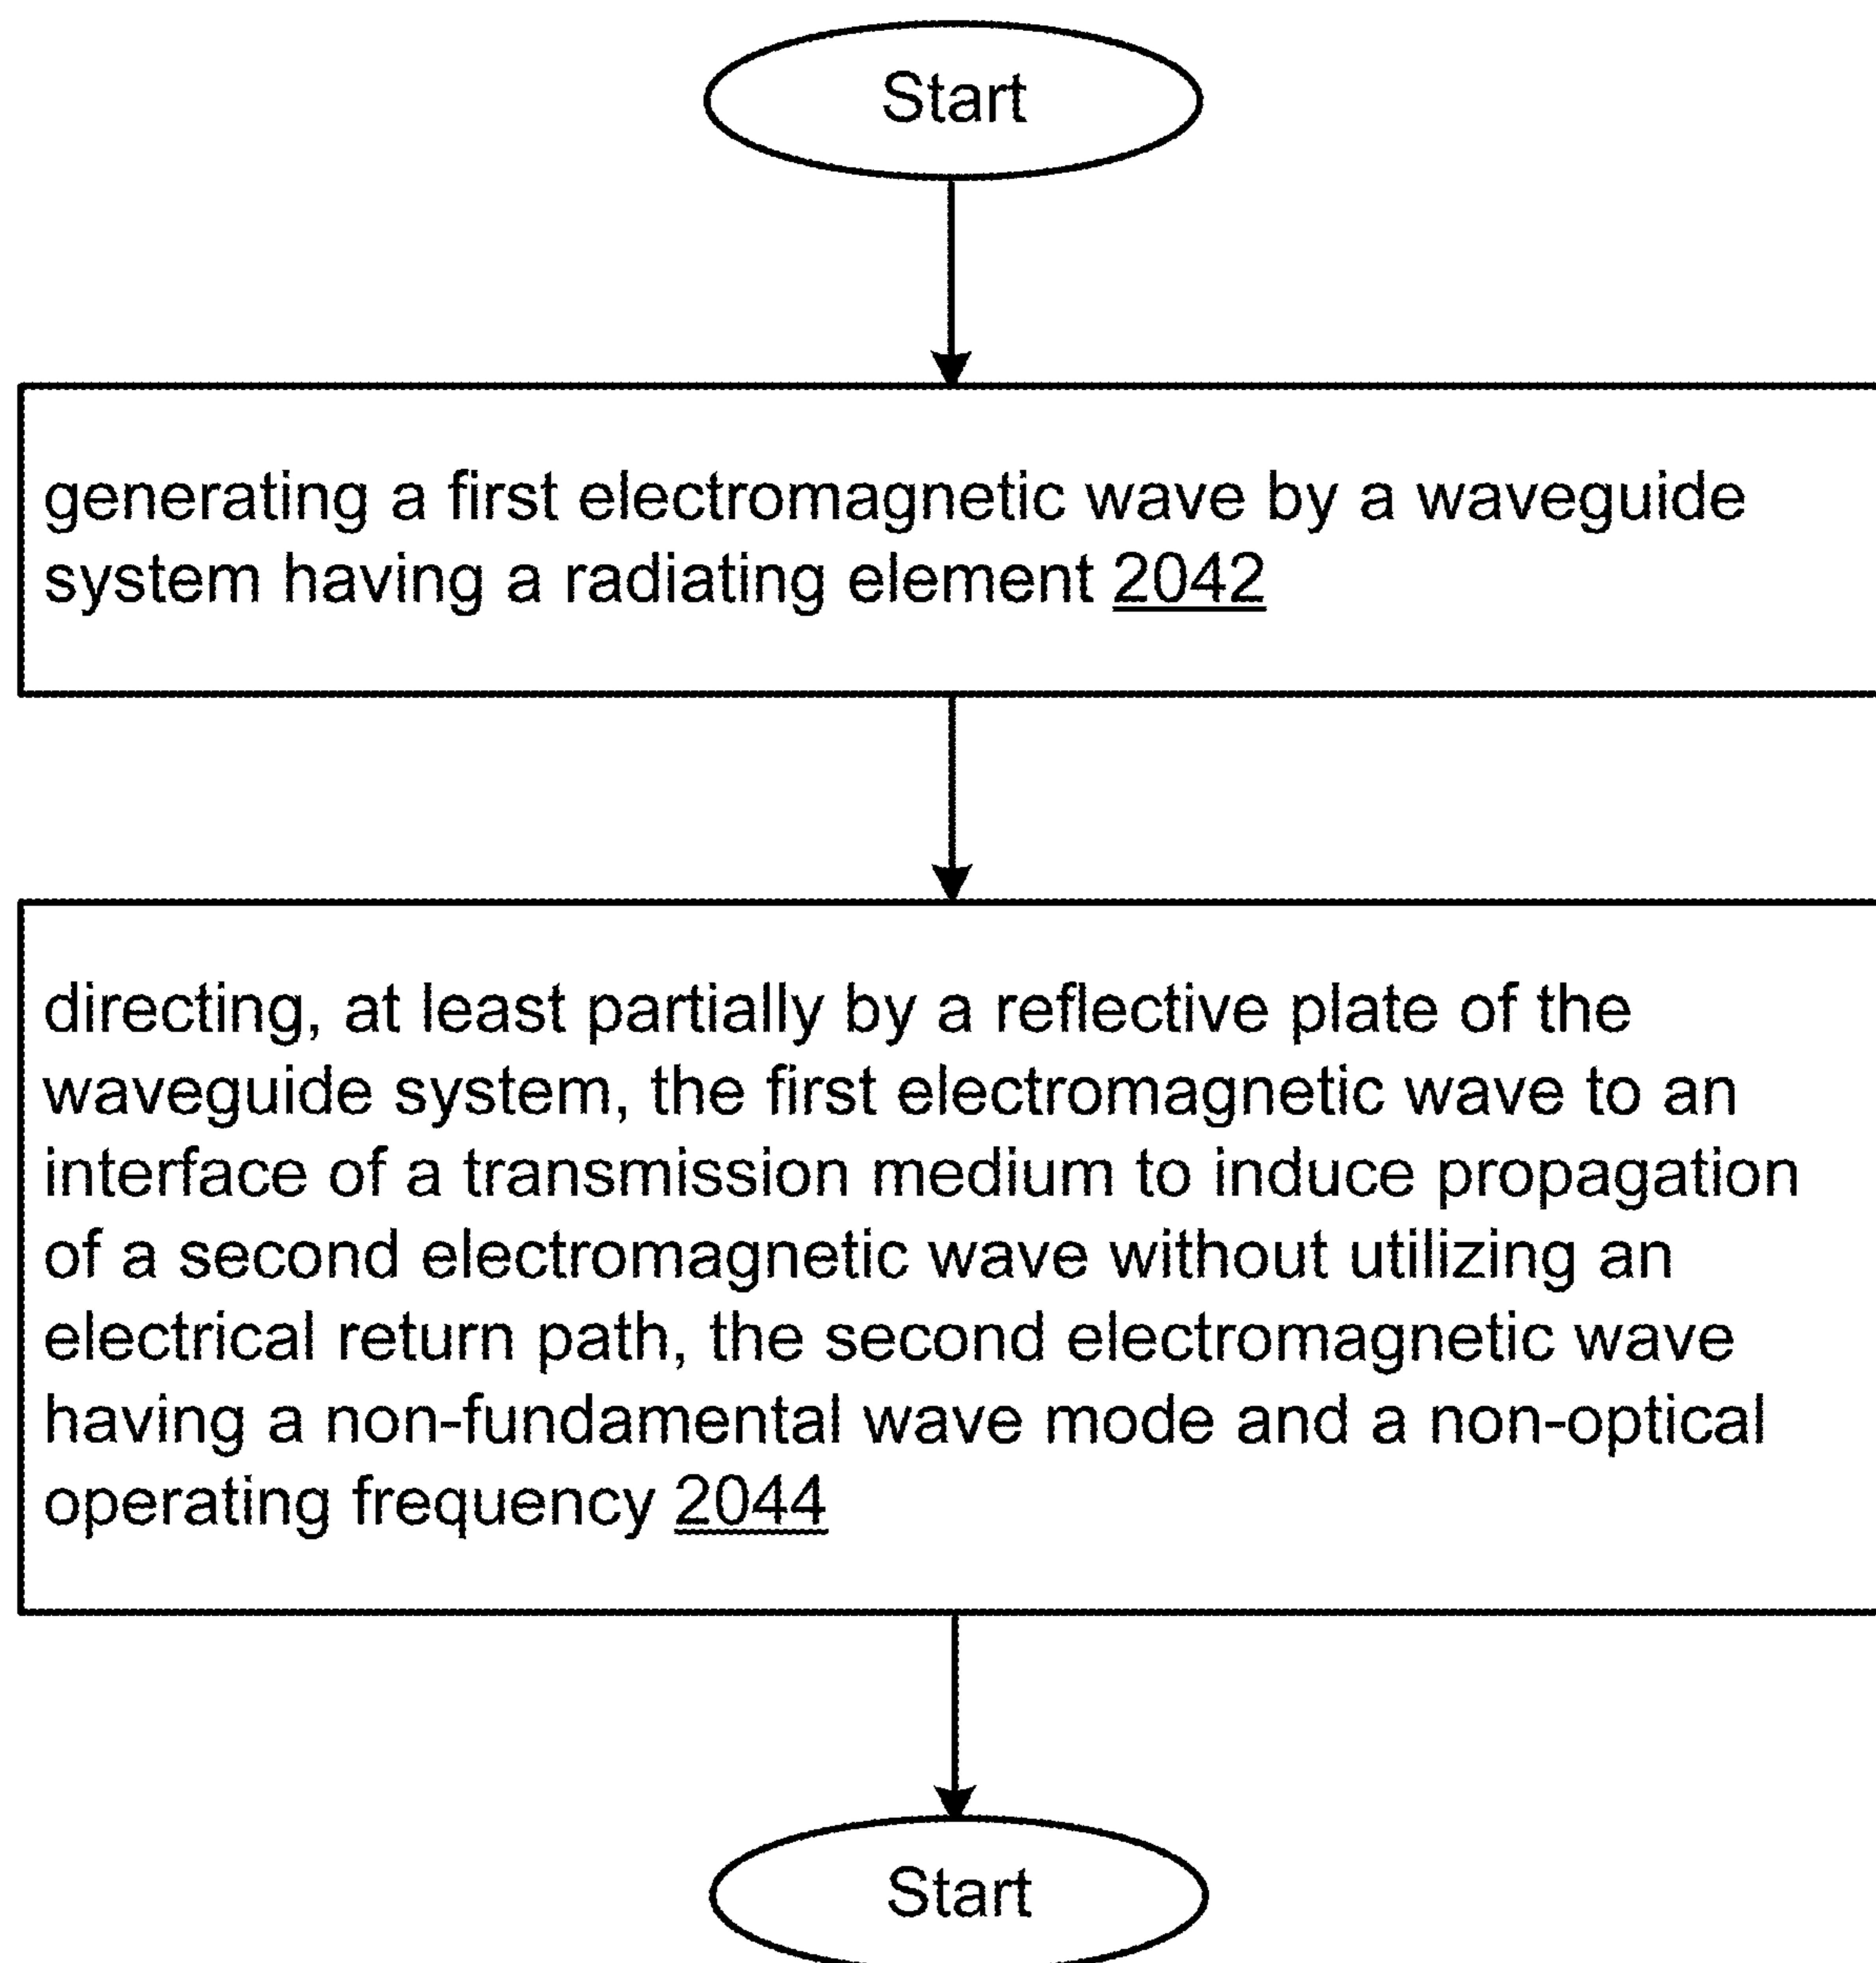 Start
generating a first electromagnetic wave by a waveguide
system having a radiating element 2042
directing, at least partially by a reflective plate of the
waveguide system, the first electromagnetic wave to an
interface of a transmission medium to induce propagation
of a second electromagnetic wave without utilizing an
electrical return path, the second electromagnetic wave
having a non-fundamental wave mode and a non-optical
operating frequency 2044
Start